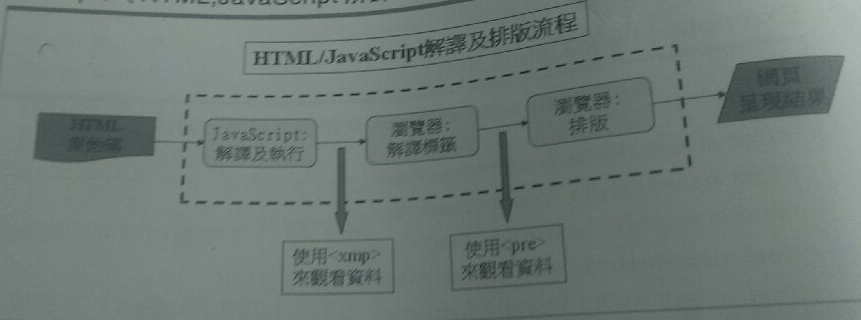 HTML/JavaScript解譯及排版流程
HTML
原始碼
JavaScript:
解譯及執行
瀏覽器:
解譯標籤
瀏覽器:
排版
網頁
呈現結果
使用<xmp>
來觀看資料
使用<pre>
來觀看資料